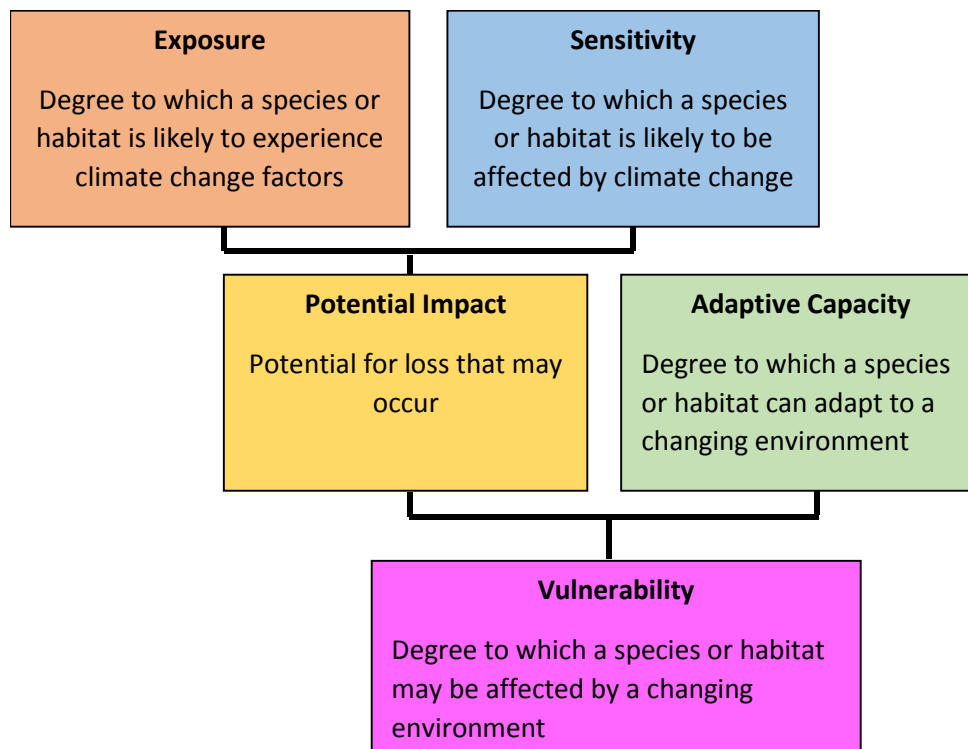 Exposure
Degree to which a species or
habitat is likely to experience
climate change factors
Sensitivity
Degree to which a species
or habitat is likely to be
affected by climate change
Potential Impact
Potential for loss that may
occur
Adaptive Capacity
Degree to which a species
or habitat can adapt to a
changing environment
Vulnerability
Degree to which a species or habitat
may be affected by a changing
environment